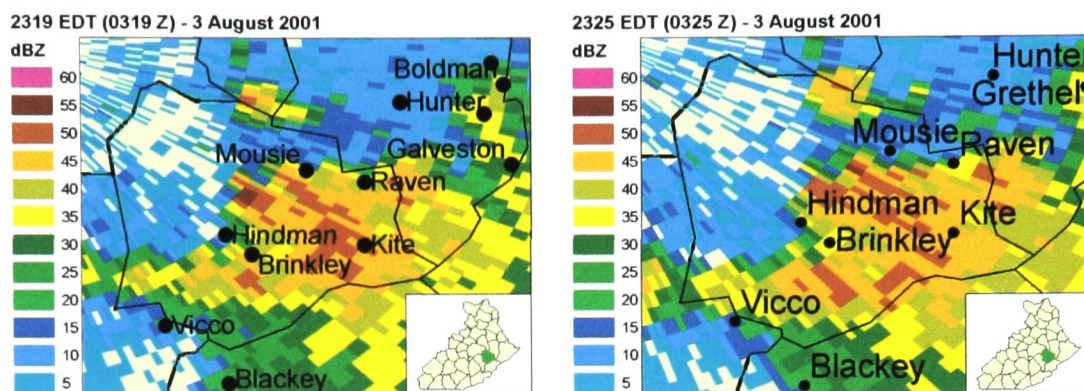 2319 EDT (0319 Z) - 3 August 2001
dBZ
60
55
50
45
40
35
30
25
20
15
10
5
Boldman
Hunter
Mousie
Galveston
Raven
Hindman
Kite
Brinkley
Vicco
Blackey
2325 EDT (0325 Z) - 3 August 2001
dBZ
60
55
50
45
40
35
30
25
20
15
10
5
Hunter
Grethel
Mousie
Raven
Hindman
Kite
Brinkley
Vicco
Blackey